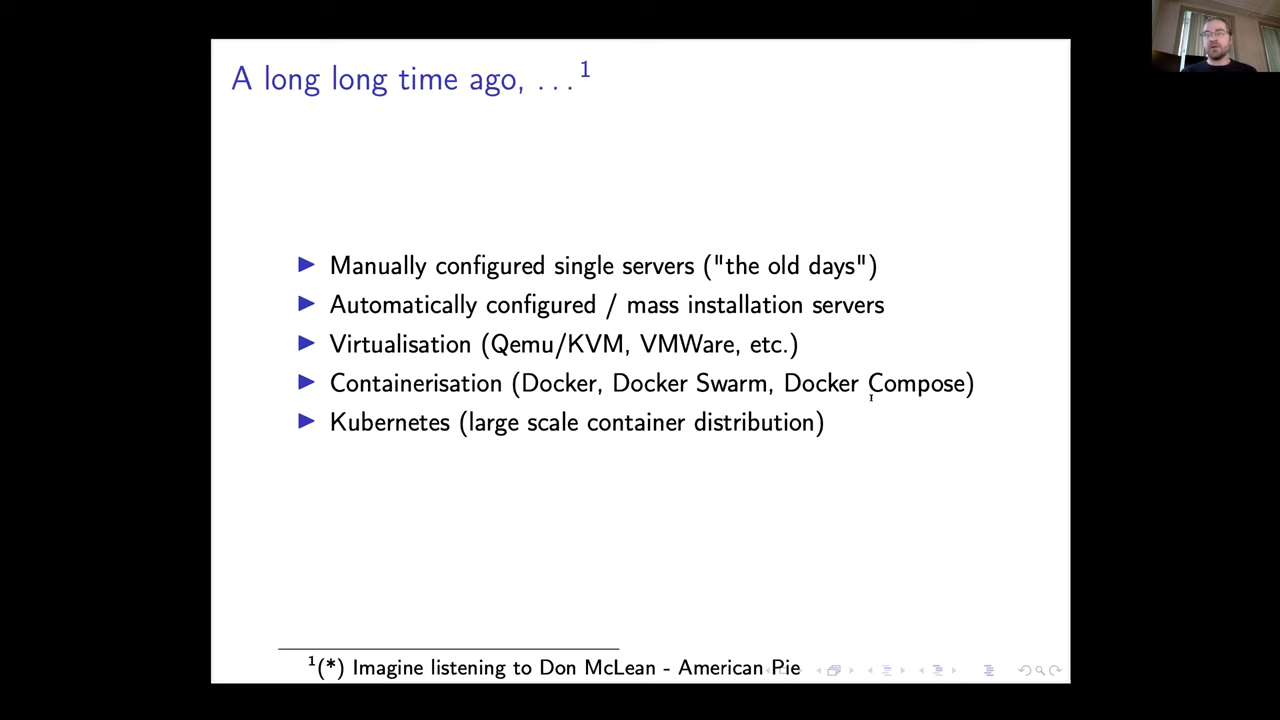 A long long time ago, ...1
▶ Manually configured single servers ("the old days")
▶ Automatically configured / mass installation servers
▶ Virtualisation (Qemu/KVM, VMWare, etc.)
▶ Containerisation (Docker, Docker Swarm, Docker Compose)
▶ Kubernetes (large scale container distribution)
1(*) Imagine listening to Don McLean - American Pie